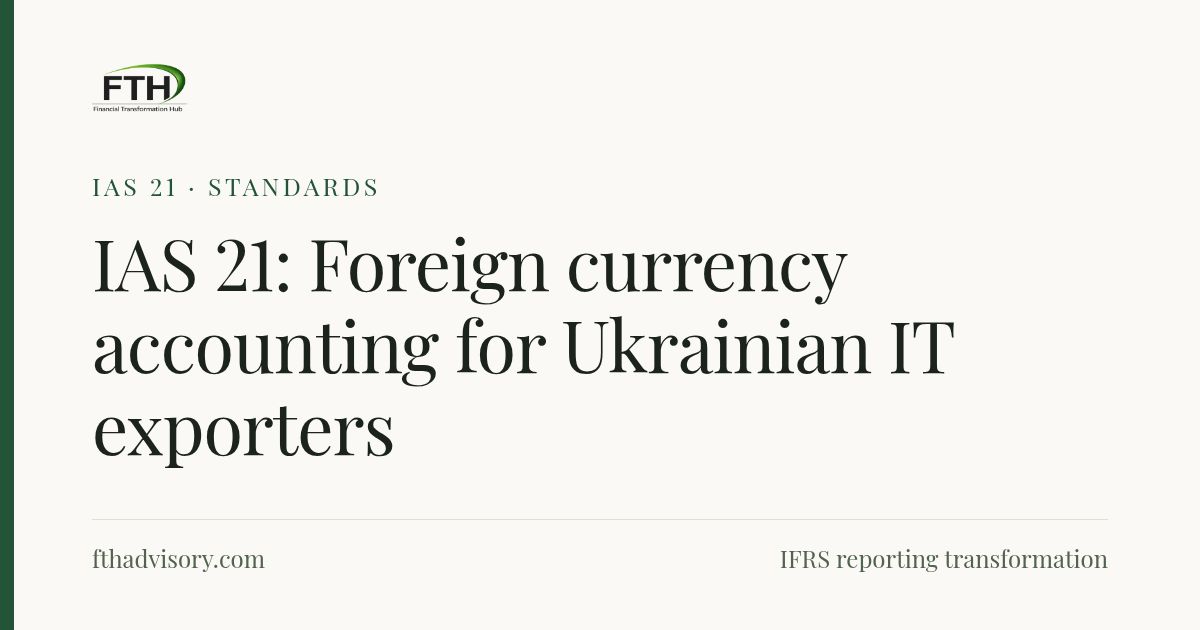 FTH
Financial Transformation Hub
IAS 21 · STANDARDS
IAS 21: Foreign currency
accounting for Ukrainian IT
exporters
fthadvisory.com
IFRS reporting transformation